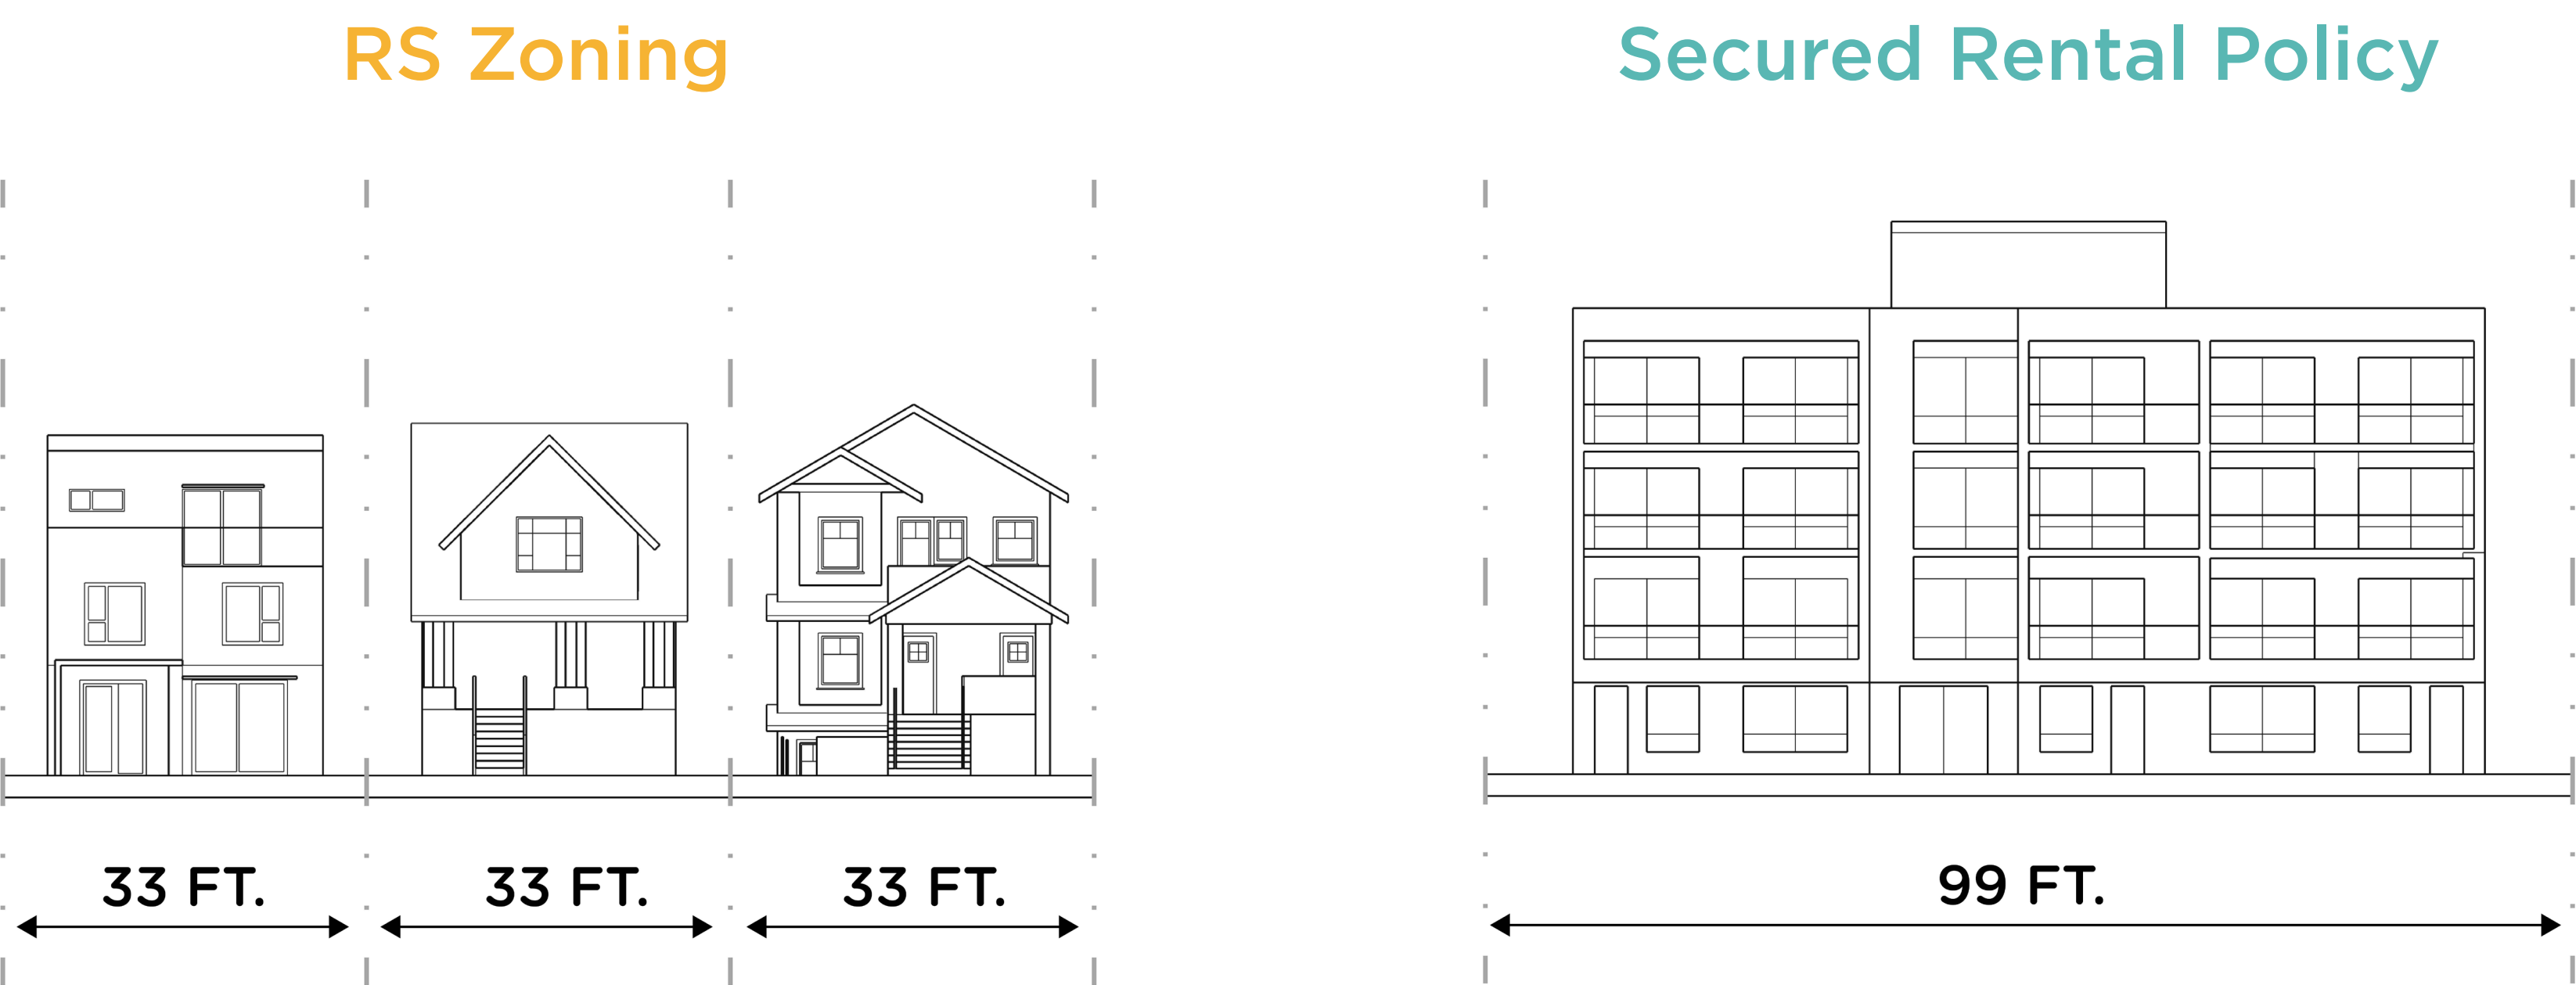 RS Zoning
Secured Rental Policy
33 FT.
33 FT.
33 FT.
99 FT.